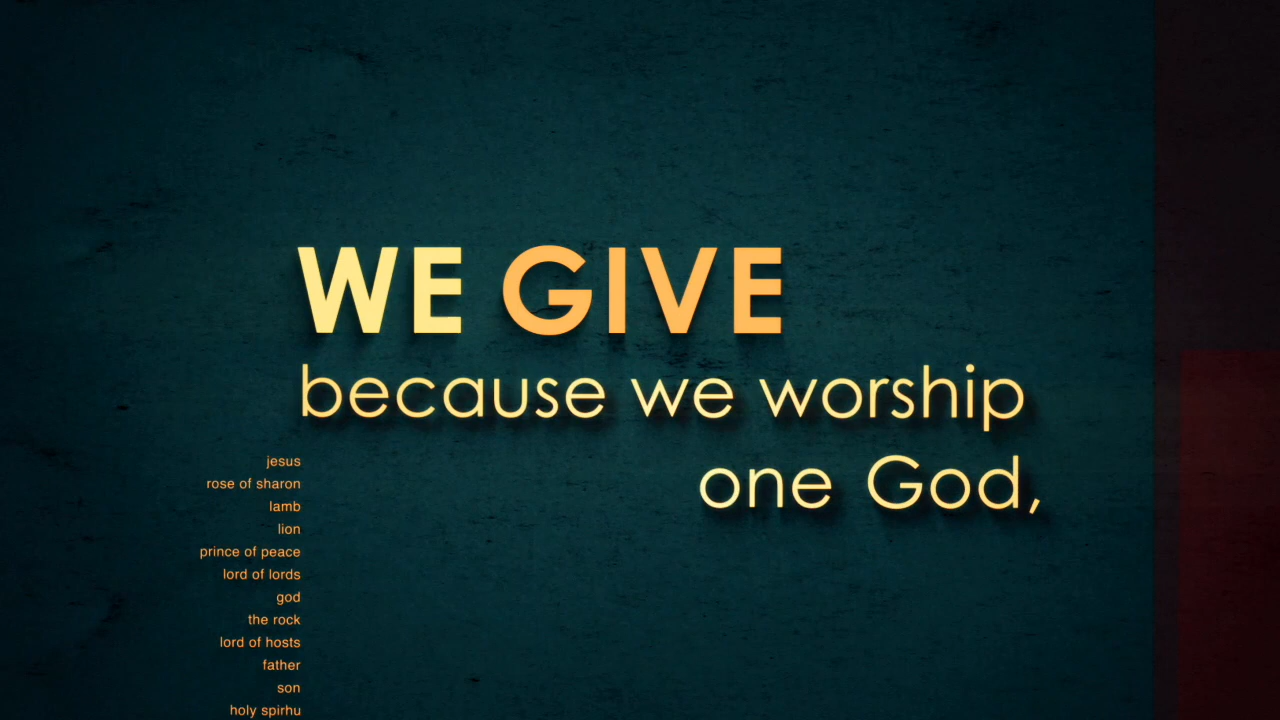 WE GIVE
because we worship
one God,
jesus
rose of sharon
lamb
lion
prince of peace
lord of lords
god
the rock
lord of hosts
father
son
holy spirhu